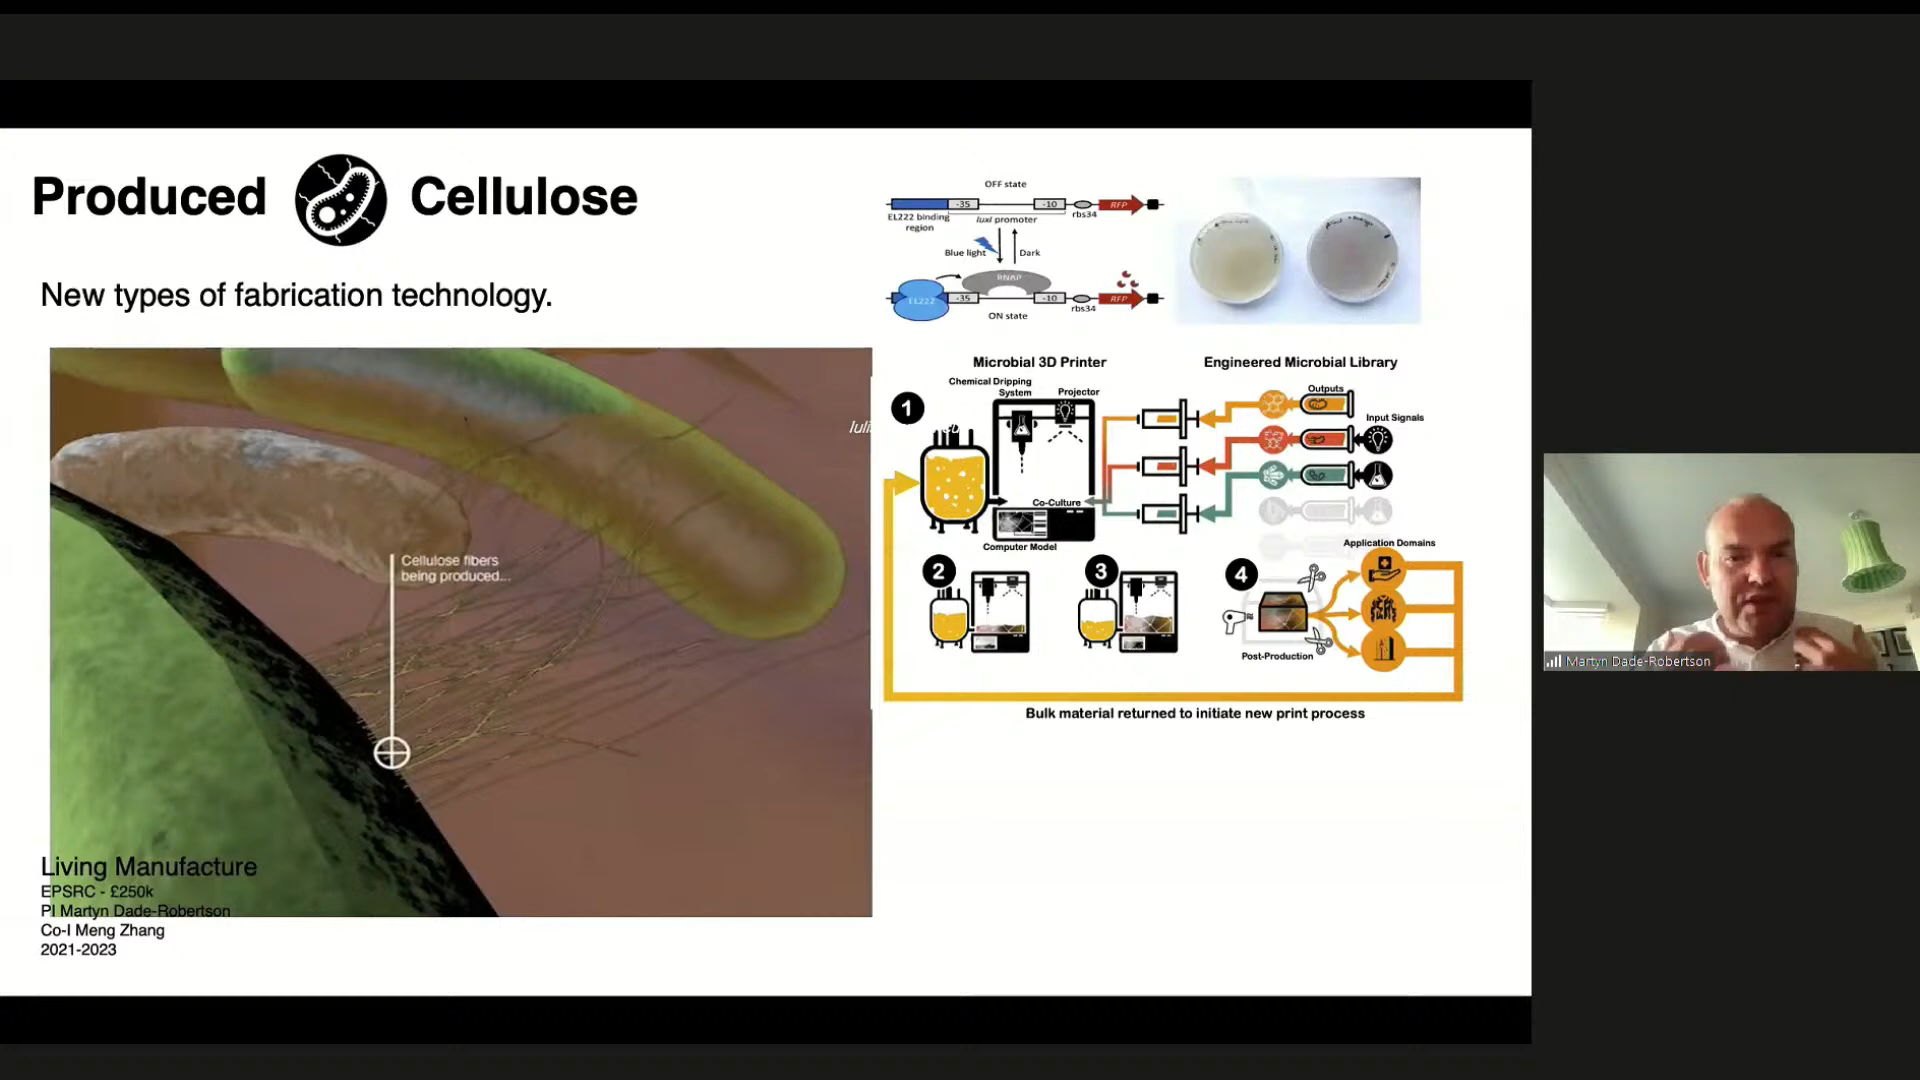 Produced Cellulose
New types of fabrication technology.
Cellulose fibers
being produced...
Living Manufacture
EPSRC - £250k
PI Martyn Dade-Robertson
Co-I Meng Zhang
2021-2023
OFF state
-35
-10
RFP
EL222 binding
region
luxI promoter
rbs34
Blue light
Dark
RNAP
EL222
-35
-10
RFP
rbs34
ON state
Microbial 3D Printer
Engineered Microbial Library
Chemical Dripping
System
Projector
Outputs
Input Signals
1
Co-Culture
Computer Model
Application Domains
2
3
4
Post-Production
Bulk material returned to initiate new print process
Martyn Dade-Robertson